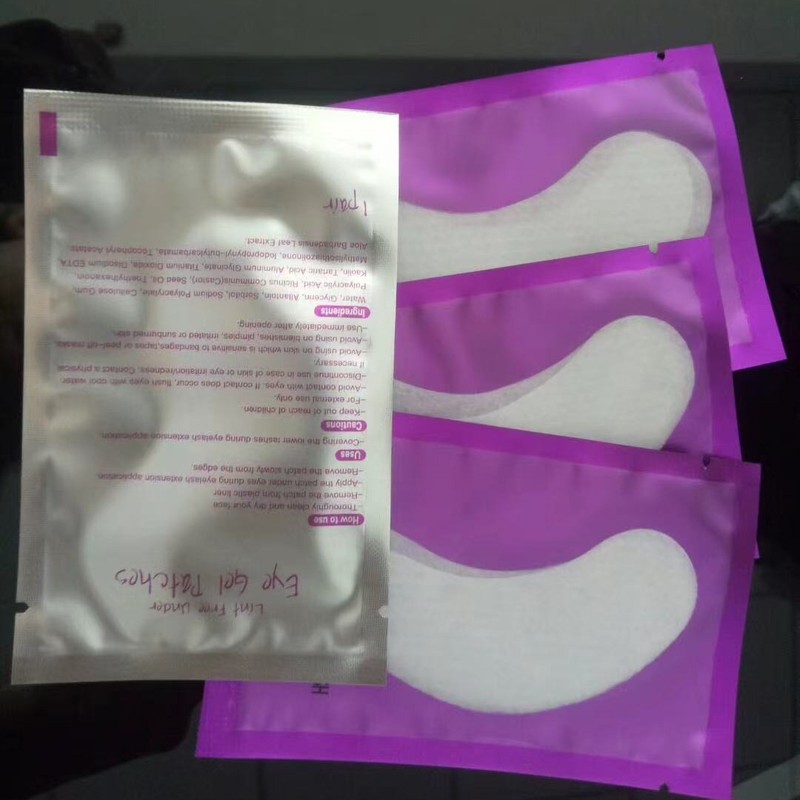 Lint Free Under
Eye Gel Patches
How to use
–Thoroughly clean and dry your face
–Remove the patch from plastic liner
–Apply the patch under eyes during eyelash extension application.
–Remove the patch slowly from the edges.
Uses
–Covering the lower lashes during eyelash extension application.
Cautions
–Keep out of reach of children.
–For external use only.
–Avoid contact with eyes. If contact does occur, flush eyes with cool water.
–Discontinue use in case of skin or eye irritation/redness. Contact a physical
if necessary.
–Avoid using on skin which is sensitive to bandages,tapes or peel-off masks.
–Avoid using on blemishes, pimples, irritated or sunburned skin.
–Use immediately after opening.
Ingredients
Water, Glycerin, Allantoin, Sorbitol, Sodium Polyacrylate, Cellulose Gum,
Polyacrylic Acid, Ricinus Communis(Castor), Seed Oil, Triethyhexanoin,
Kaolin, Tartaric Acid, Aluminum Glycinate, Titanium Dioxide, Disodium EDTA,
Methylisothiazolinone, Iodopropynyl-butylcarbamate, Tocopheryl Acetate,
Aloe Barbadensis Leaf Extract.
1 pair